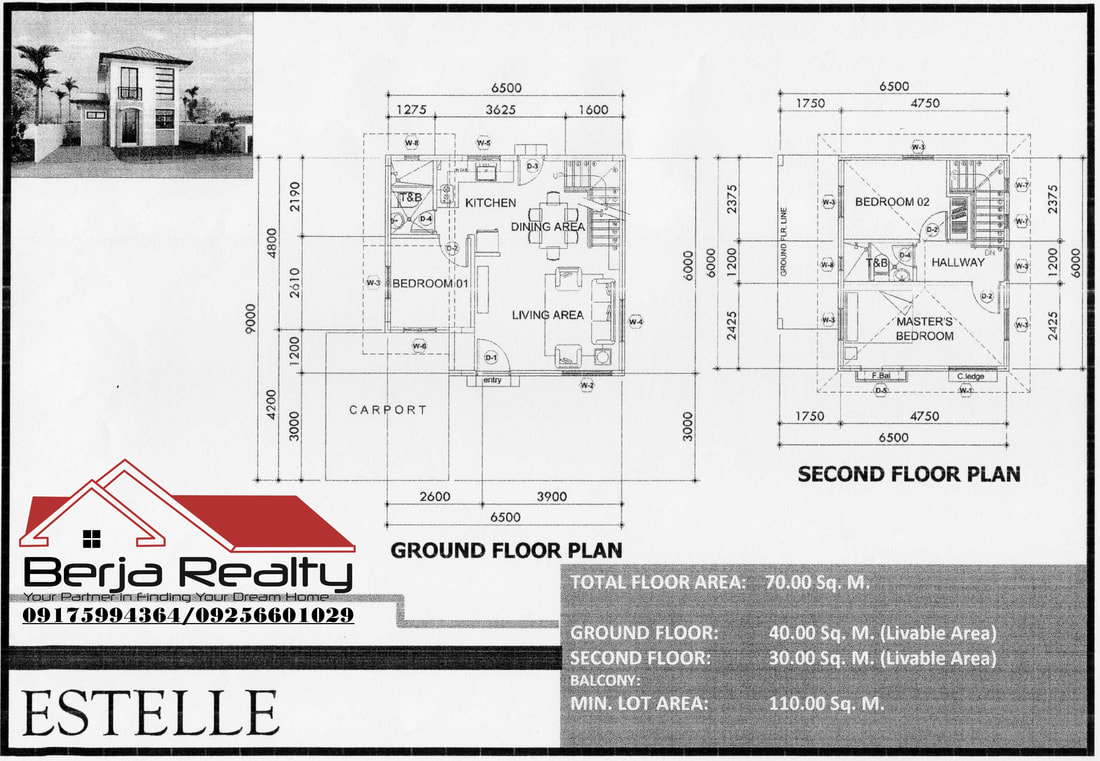 6500
1275 3625 1600
W-8
W-5
D-3
T&B
D-4
KITCHEN
DINING AREA
D-2
W-3
BEDROOM 01
LIVING AREA
W-4
W-6
D-1
entry
W-2
CARPORT
2190
4800
2610
9000
1200
4200
3000
6000
3000
2600 3900
6500
GROUND FLOOR PLAN
6500
1750 4750
W-3
GROUND FLR. LINE
BEDROOM 02
W-3
W-7
D-2
W-7
T&B
D-4
HALLWAY
DN
W-8
W-3
D-2
W-3
MASTER'S
BEDROOM
W-3
F.Bal
C.ledge
D-5
W-1
6000
2375
1200
2425
2375
1200
2425
6000
1750 4750
6500
SECOND FLOOR PLAN
Berja Realty
Your Partner in Finding Your Dream Home
09175994364/09256601029
ESTELLE
TOTAL FLOOR AREA: 70.00 Sq. M.
GROUND FLOOR: 40.00 Sq. M. (Livable Area)
SECOND FLOOR: 30.00 Sq. M. (Livable Area)
BALCONY:
MIN. LOT AREA: 110.00 Sq. M.